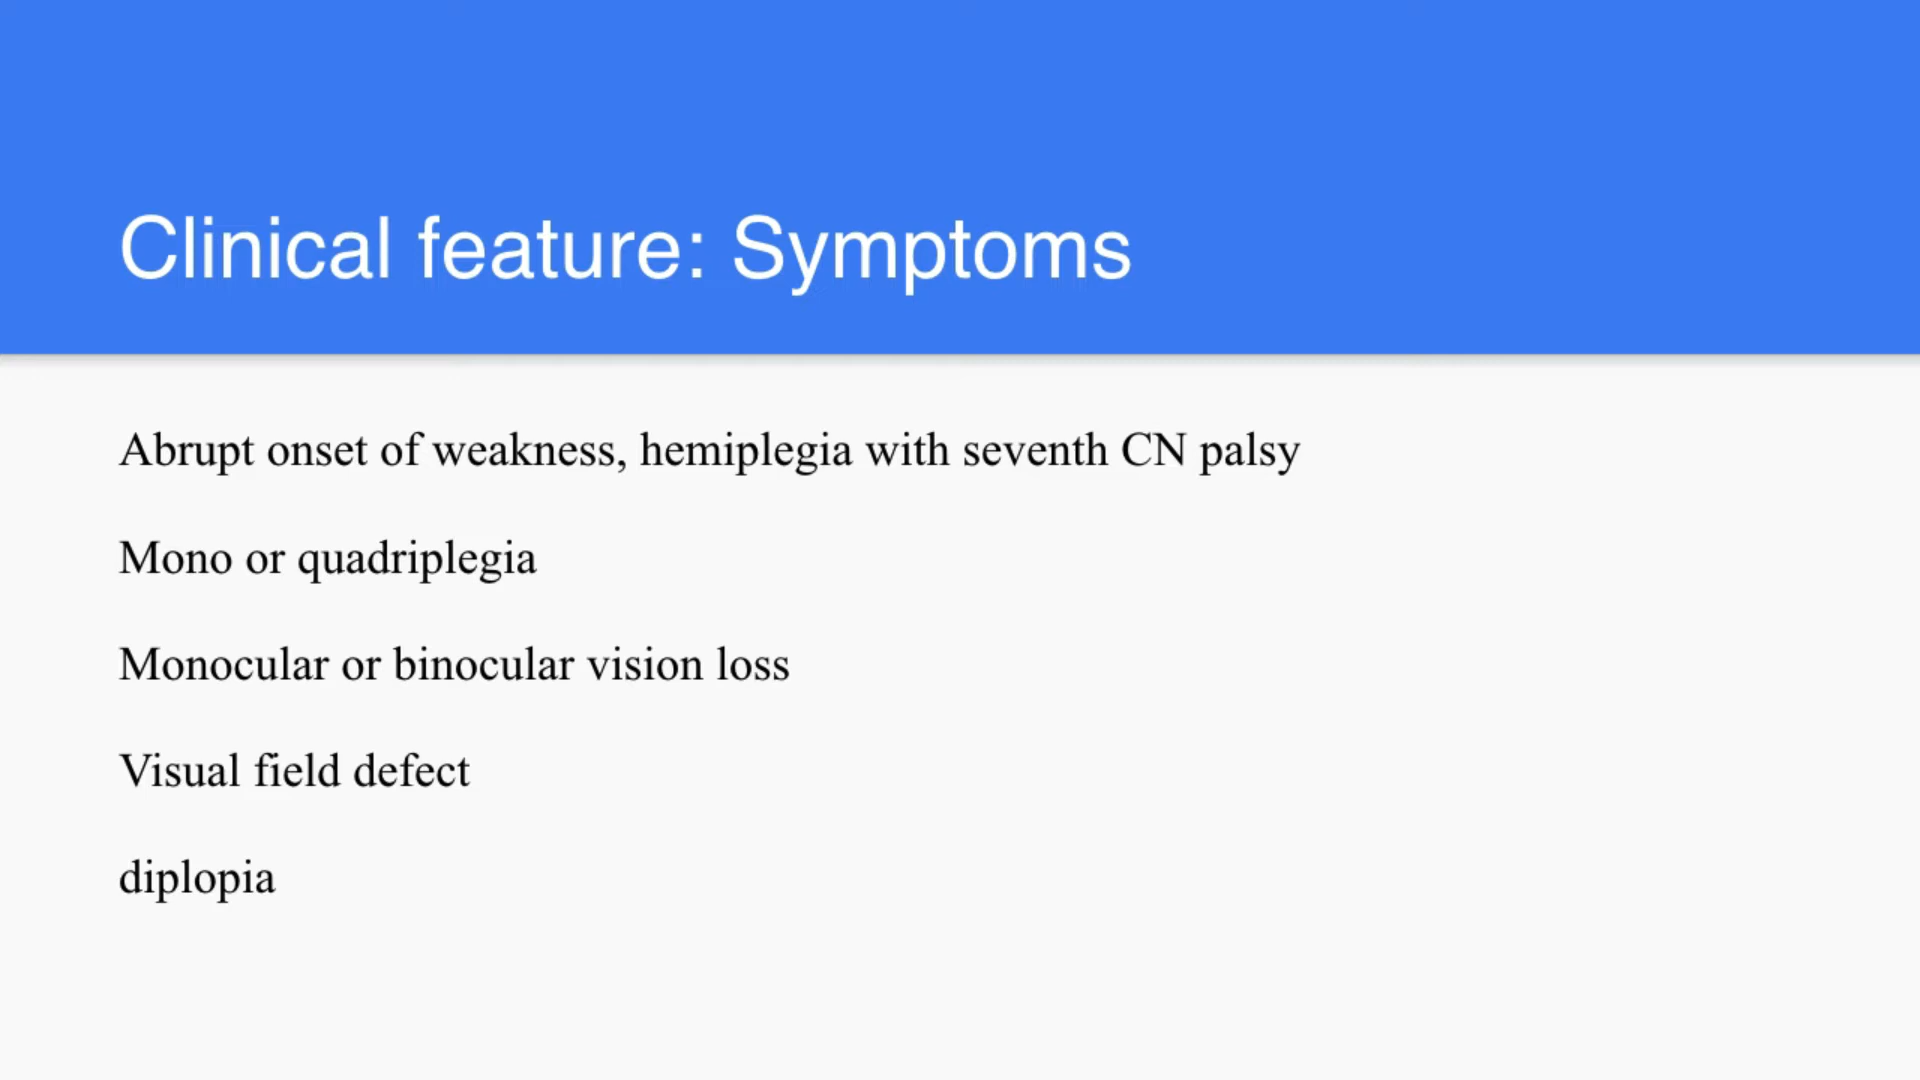 Clinical feature: Symptoms
Abrupt onset of weakness, hemiplegia with seventh CN palsy
Mono or quadriplegia
Monocular or binocular vision loss
Visual field defect
diplopia